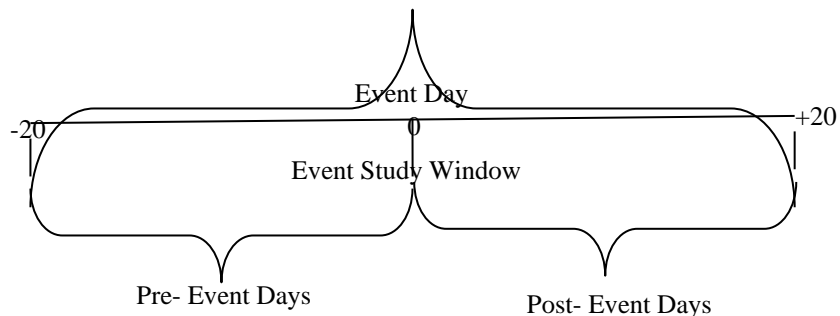 Event Day
-20
0
+20
Event Study Window
Pre- Event Days
Post- Event Days